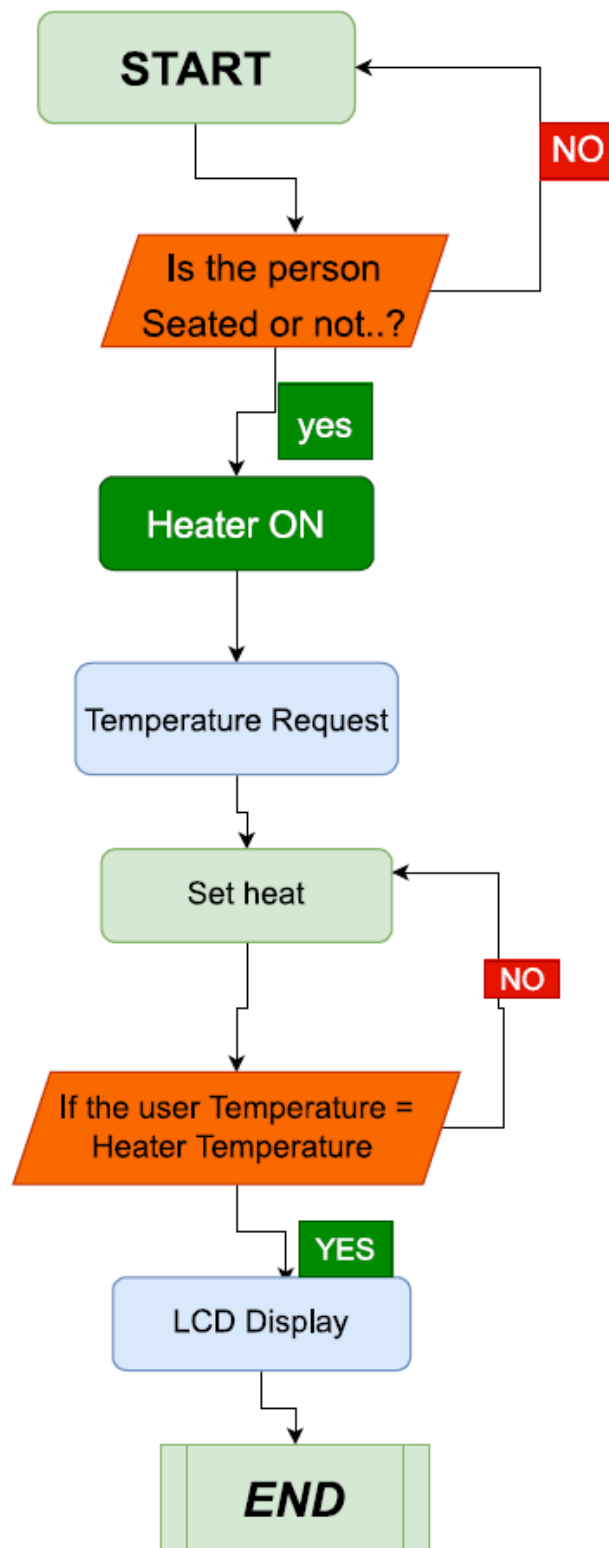 START
NO
Is the person
Seated or not..?
yes
Heater ON
Temperature Request
Set heat
NO
If the user Temperature =
Heater Temperature
YES
LCD Display
END